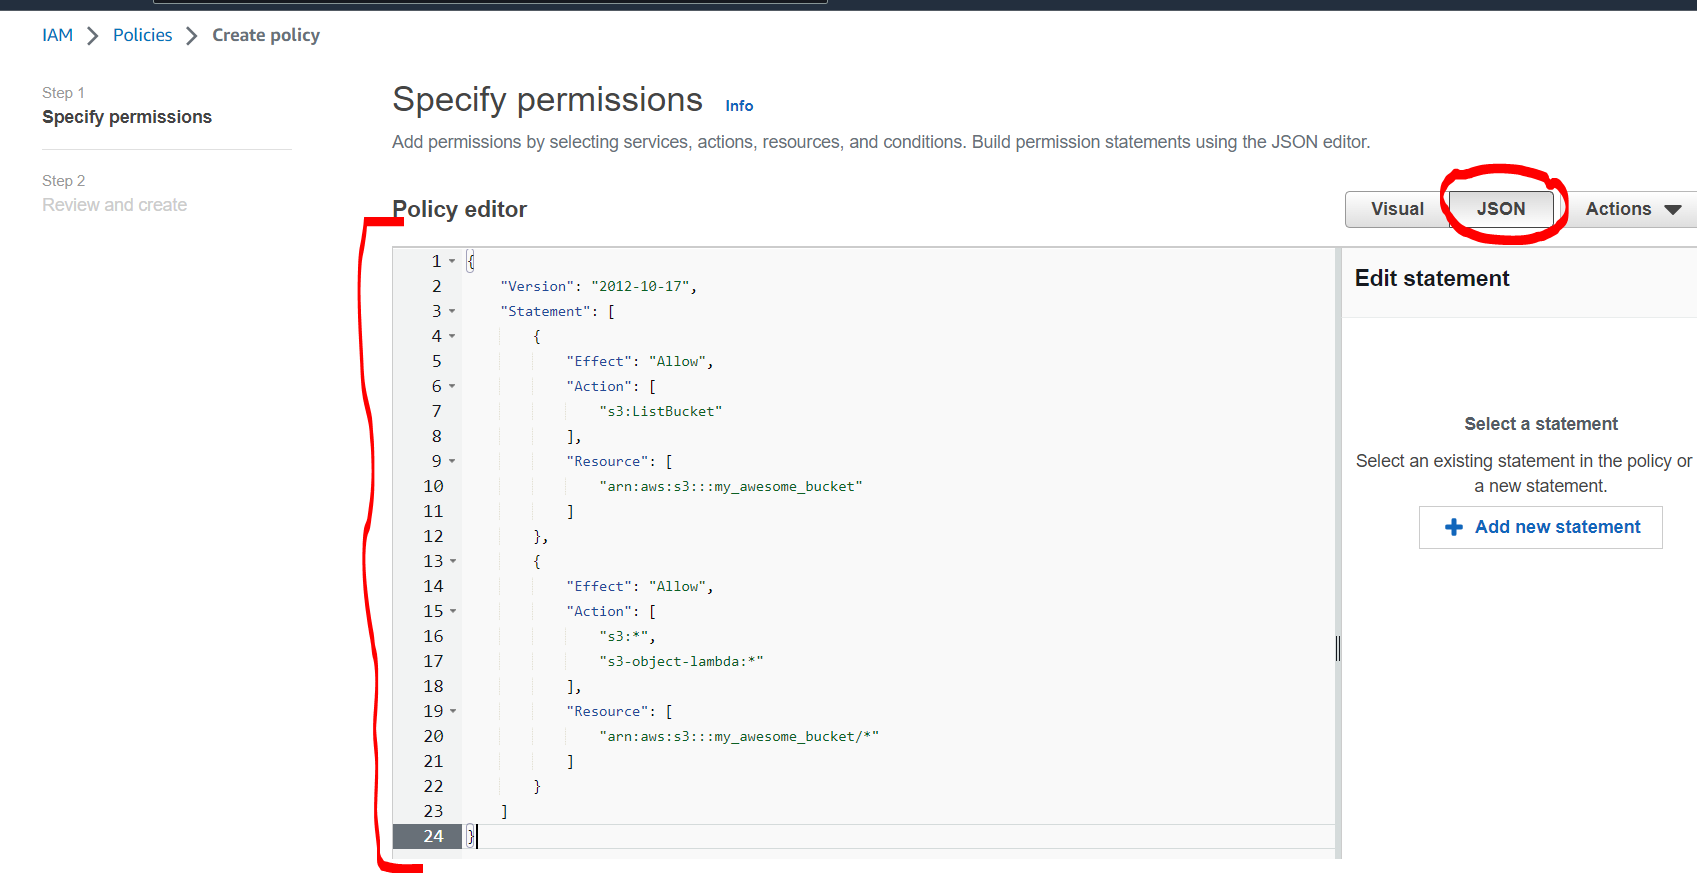 IAM > Policies > Create policy
Step 1
Specify permissions
Step 2
Review and create
Specify permissions Info
Add permissions by selecting services, actions, resources, and conditions. Build permission statements using the JSON editor.
Policy editor
Visual JSON Actions
1 {
2 "Version": "2012-10-17",
3 "Statement": [
4 {
5 "Effect": "Allow",
6 "Action": [
7 "s3:ListBucket"
8 ],
9 "Resource": [
10 "arn:aws:s3:::my_awesome_bucket"
11 ]
12 },
13 {
14 "Effect": "Allow",
15 "Action": [
16 "s3:*",
17 "s3-object-lambda:*"
18 ],
19 "Resource": [
20 "arn:aws:s3:::my_awesome_bucket/*"
21 ]
22 }
23 ]
24 }
Edit statement
Select a statement
Select an existing statement in the policy or
a new statement.
+ Add new statement